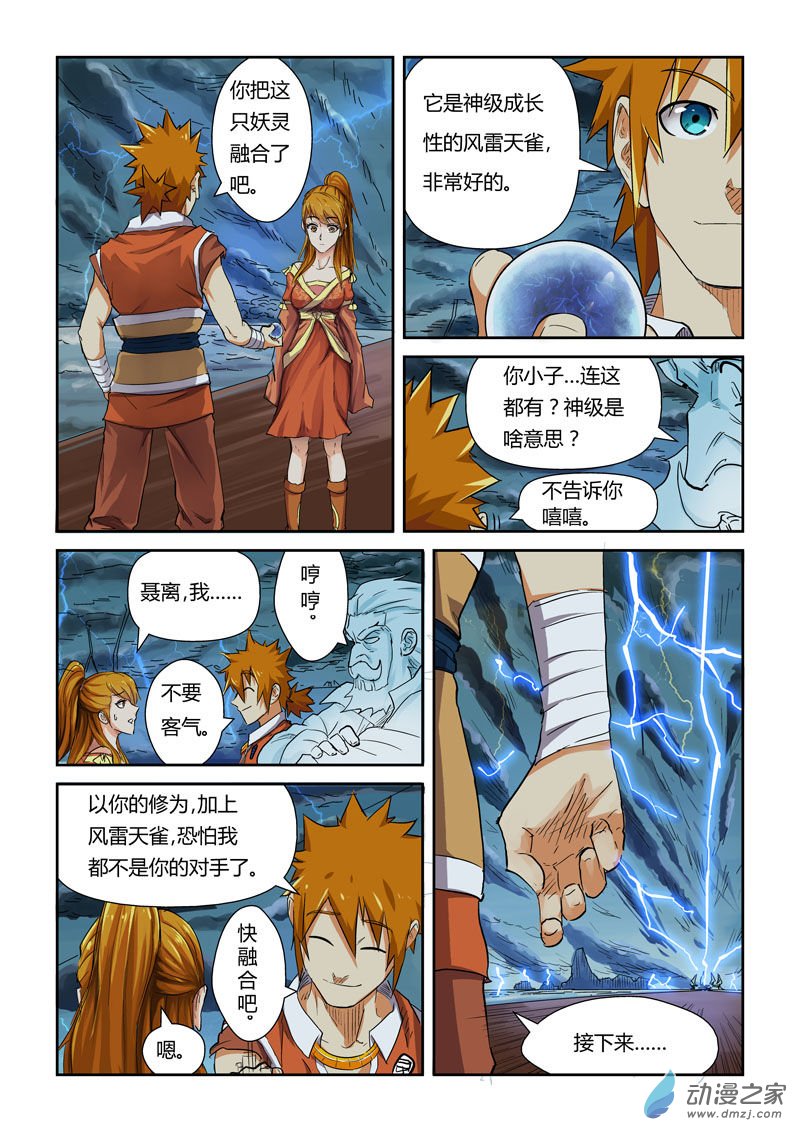 你把这
只妖灵
融合了
吧。
它是神级成长
性的风雷天雀，
非常好的。
你小子…连这
都有？神级是
啥意思？
不告诉你
嘻嘻。
聂离，我……
哼哼。
不要
客气。
以你的修为，加上
风雷天雀，恐怕我
都不是你的对手了。
快融合吧。
嗯。
接下来……
动漫之家
www.dmzj.com